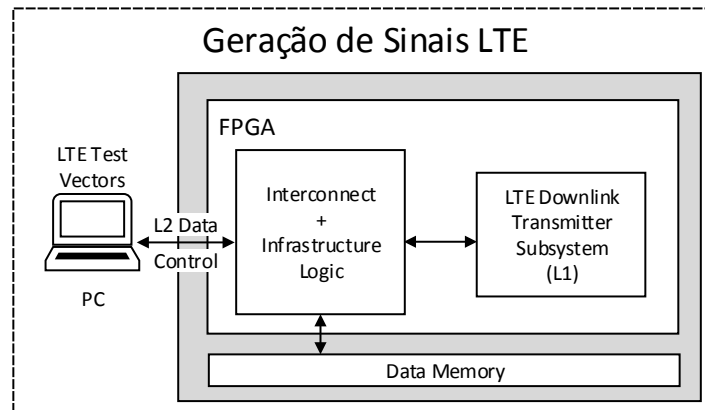 Geração de Sinais LTE
FPGA
LTE Test
Vectors
PC
L2 Data
Control
Interconnect
+
Infrastructure
Logic
LTE Downlink
Transmitter
Subsystem
(L1)
Data Memory